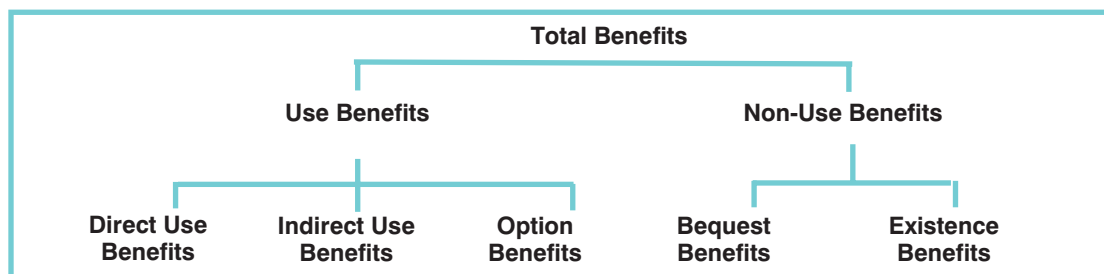 Total Benefits
Use Benefits
Non-Use Benefits
Direct Use
Benefits
Indirect Use
Benefits
Option
Benefits
Bequest
Benefits
Existence
Benefits